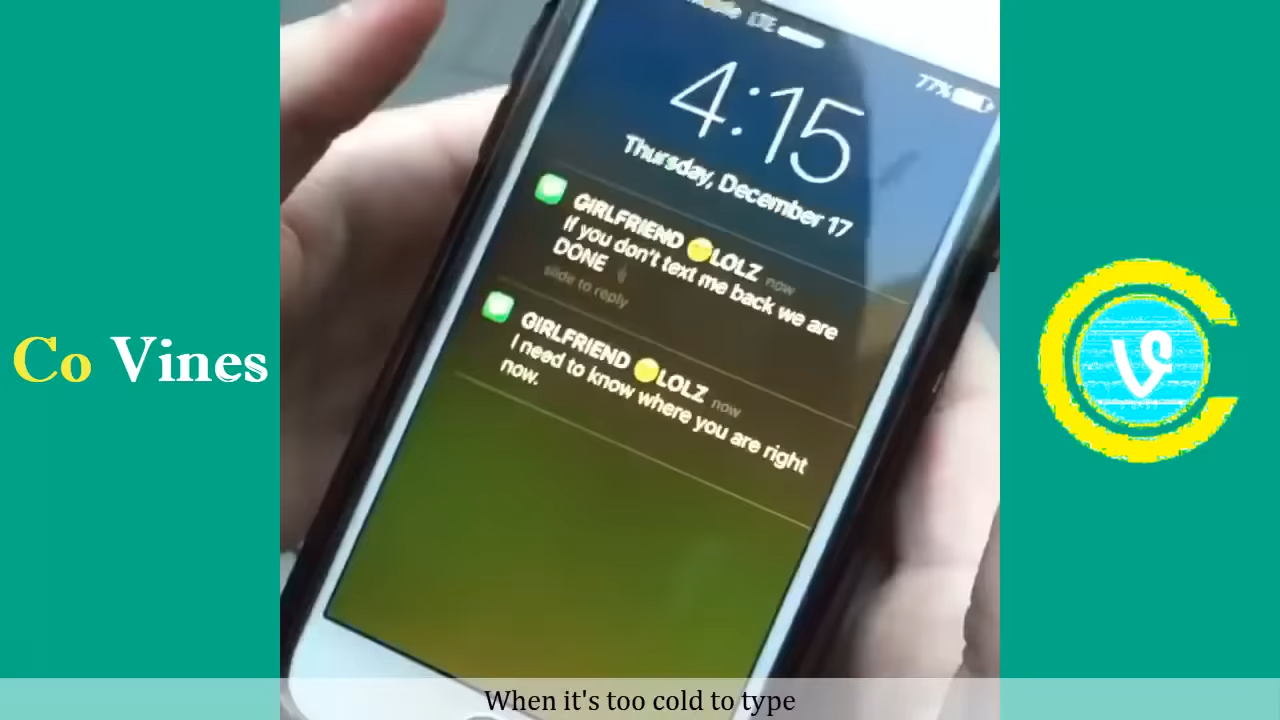 LTE
77%
4:15
Thursday, December 17
GIRLFRIEND LOLZ now
If you don't text me back we are
DONE
slide to reply
GIRLFRIEND LOLZ now
I need to know where you are right
now.
Co Vines
When it's too cold to type